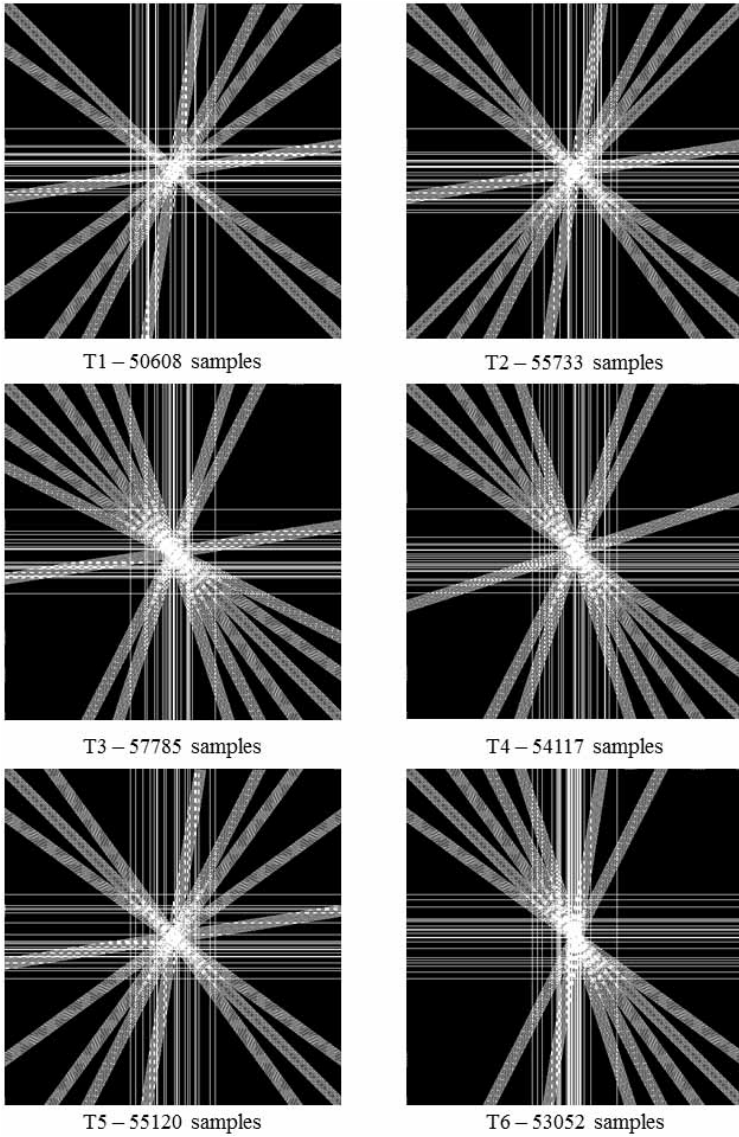 T1 – 50608 samples
T2 – 55733 samples
T3 – 57785 samples
T4 – 54117 samples
T5 – 55120 samples
T6 – 53052 samples